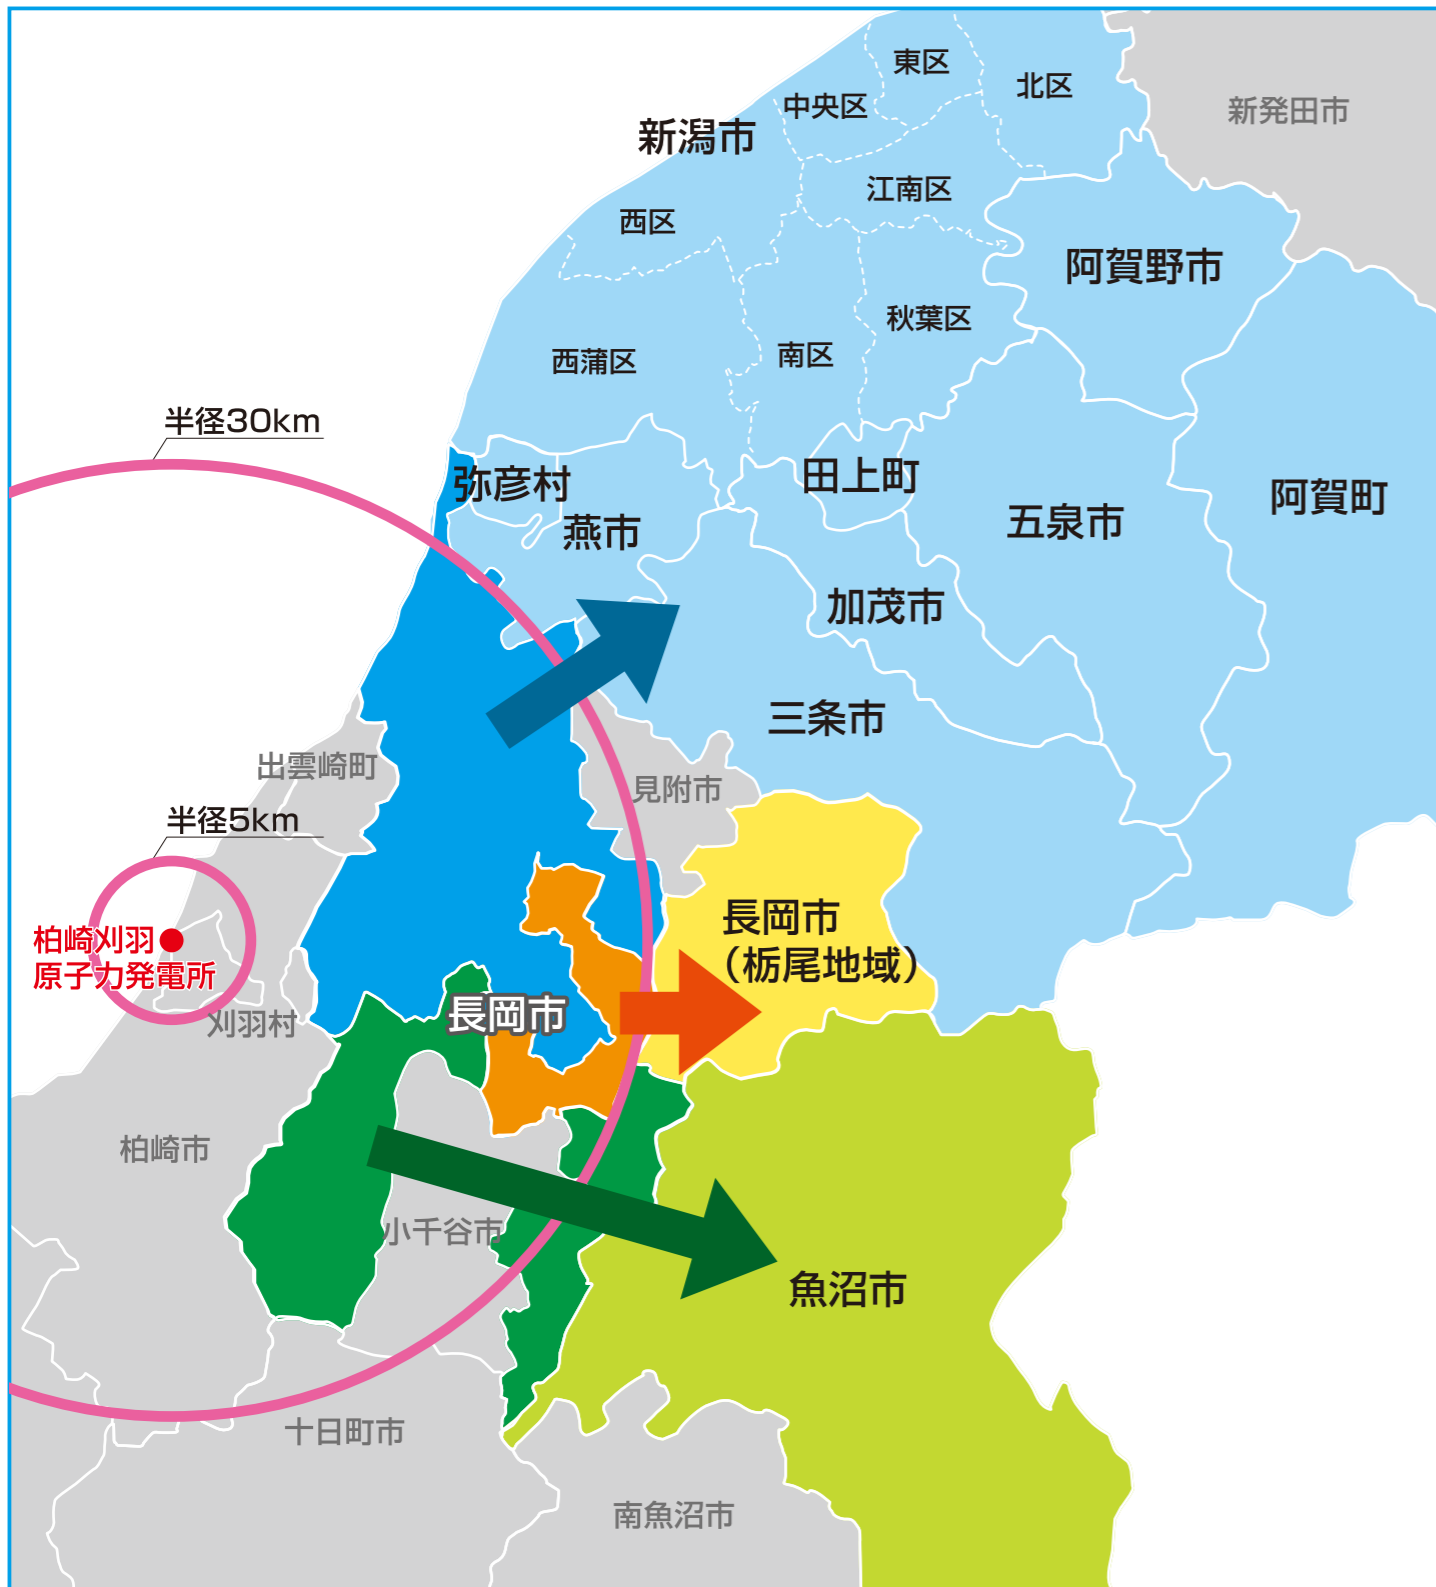 東区
中央区
北区
新発田市
新潟市
江南区
西区
阿賀野市
秋葉区
南区
西蒲区
半径30km
弥彦村
田上町
阿賀町
燕市
五泉市
加茂市
三条市
出雲崎町
見附市
半径5km
長岡市
(栃尾地域)
柏崎刈羽
原子力発電所
刈羽村
長岡市
柏崎市
小千谷市
魚沼市
十日町市
南魚沼市